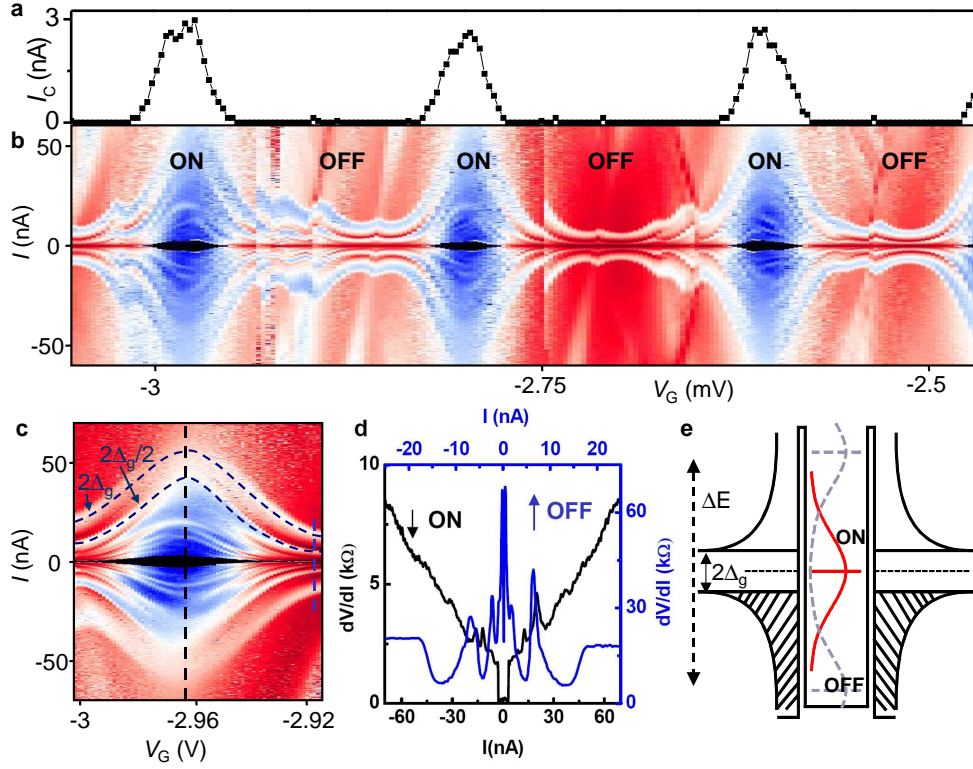 a
3
0
I_C (nA)
b
ON OFF ON OFF ON OFF
50
0
-50
I (nA)
-3 -2.75 V_G (mV) -2.5
c
2Δ_g
2Δ_g/2
50
0
-50
I (nA)
-3 -2.96 -2.92
V_G (V)
I (nA)
d -20 -10 0 10 20
10
5
0
dV/dI (kΩ)
ON OFF
60
30
0
dV/dI (kΩ)
-60 -30 0 30 60
I(nA)
e
ΔE
ON
2Δ_g
OFF